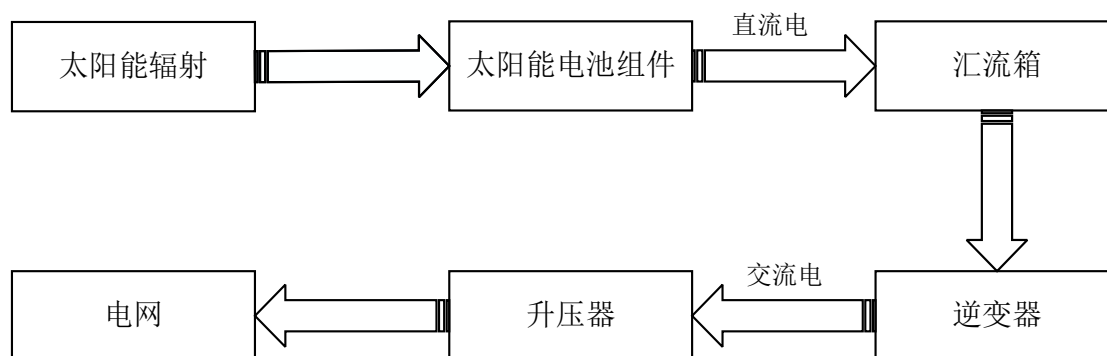 太阳能辐射
太阳能电池组件
直流电
汇流箱
电网
升压器
交流电
逆变器